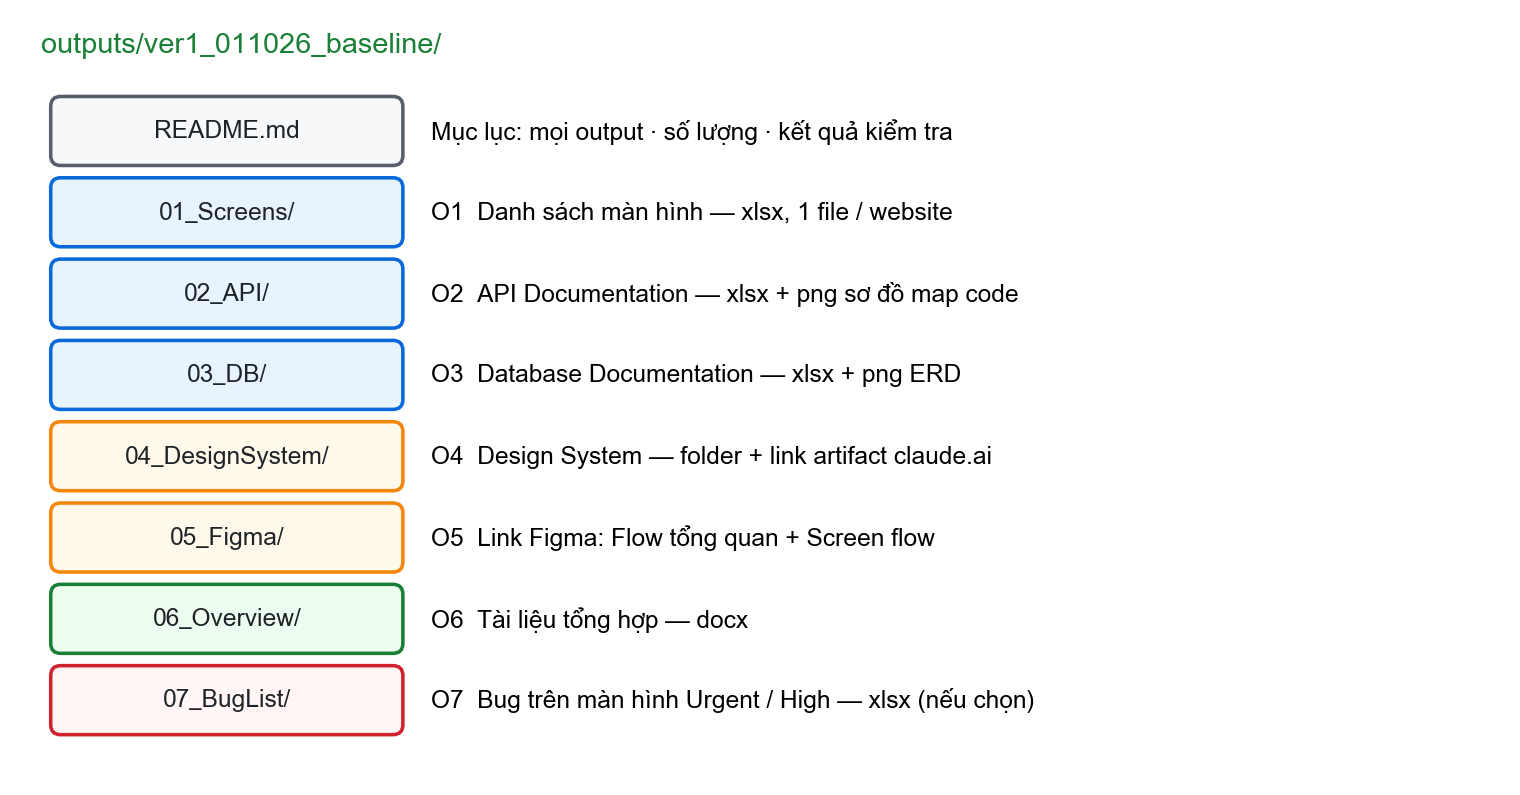 outputs/ver1_011026_baseline/
README.md Mục lục: mọi output · số lượng · kết quả kiểm tra
01_Screens/ O1 Danh sách màn hình — xlsx, 1 file / website
02_API/ O2 API Documentation — xlsx + png sơ đồ map code
03_DB/ O3 Database Documentation — xlsx + png ERD
04_DesignSystem/ O4 Design System — folder + link artifact claude.ai
05_Figma/ O5 Link Figma: Flow tổng quan + Screen flow
06_Overview/ O6 Tài liệu tổng hợp — docx
07_BugList/ O7 Bug trên màn hình Urgent / High — xlsx (nếu chọn)